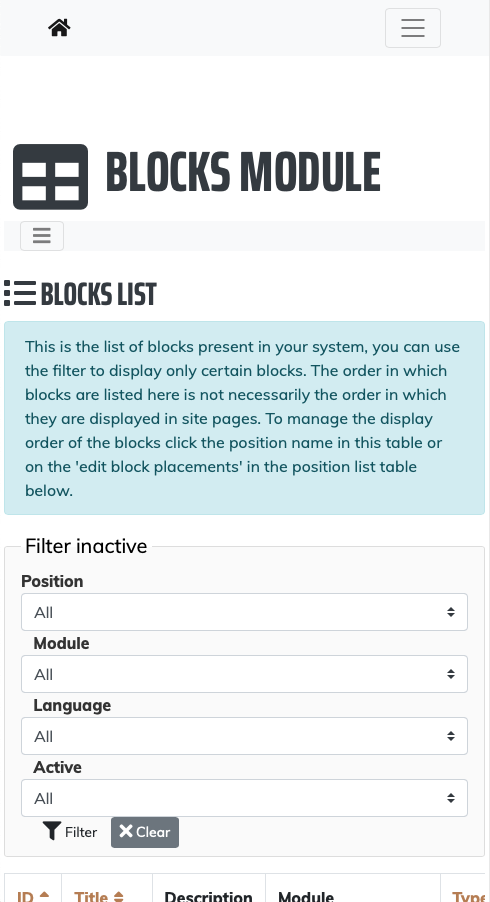 BLOCKS MODULE
BLOCKS LIST
This is the list of blocks present in your system, you can use
the filter to display only certain blocks. The order in which
blocks are listed here is not necessarily the order in which
they are displayed in site pages. To manage the display
order of the blocks click the position name in this table or
on the 'edit block placements' in the position list table
below.
Filter inactive
Position
All
Module
All
Language
All
Active
All
Filter Clear
ID Title Description Module Type